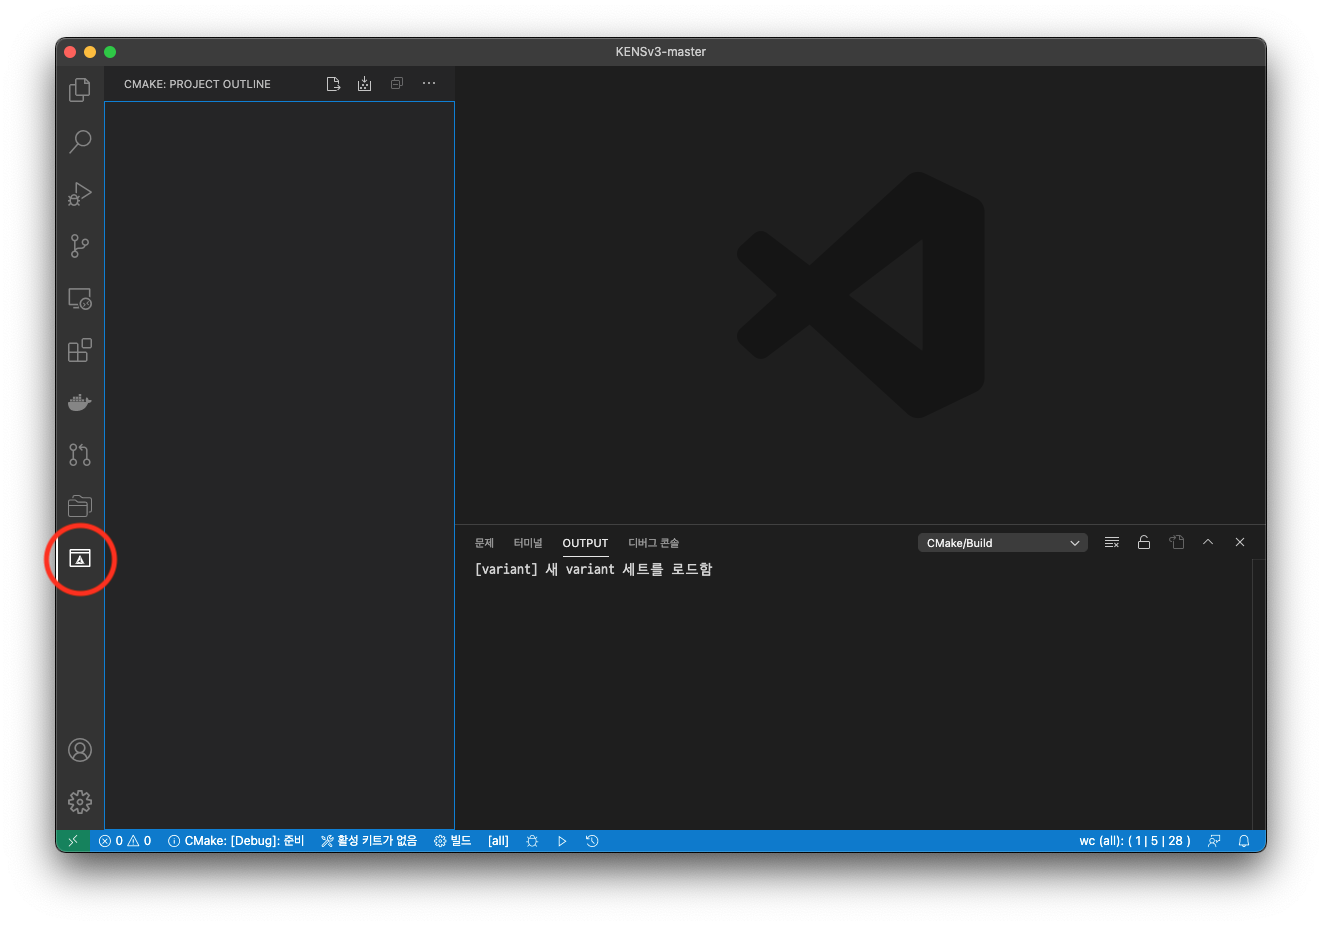 KENSv3-master
CMAKE: PROJECT OUTLINE
문제 터미널 OUTPUT 디버그 콘솔 CMake/Build
[variant] 새 variant 세트를 로드함
0 0 CMake: [Debug]: 준비 활성 키트가 없음 빌드 [all] wc (all): ( 1 | 5 | 28 )